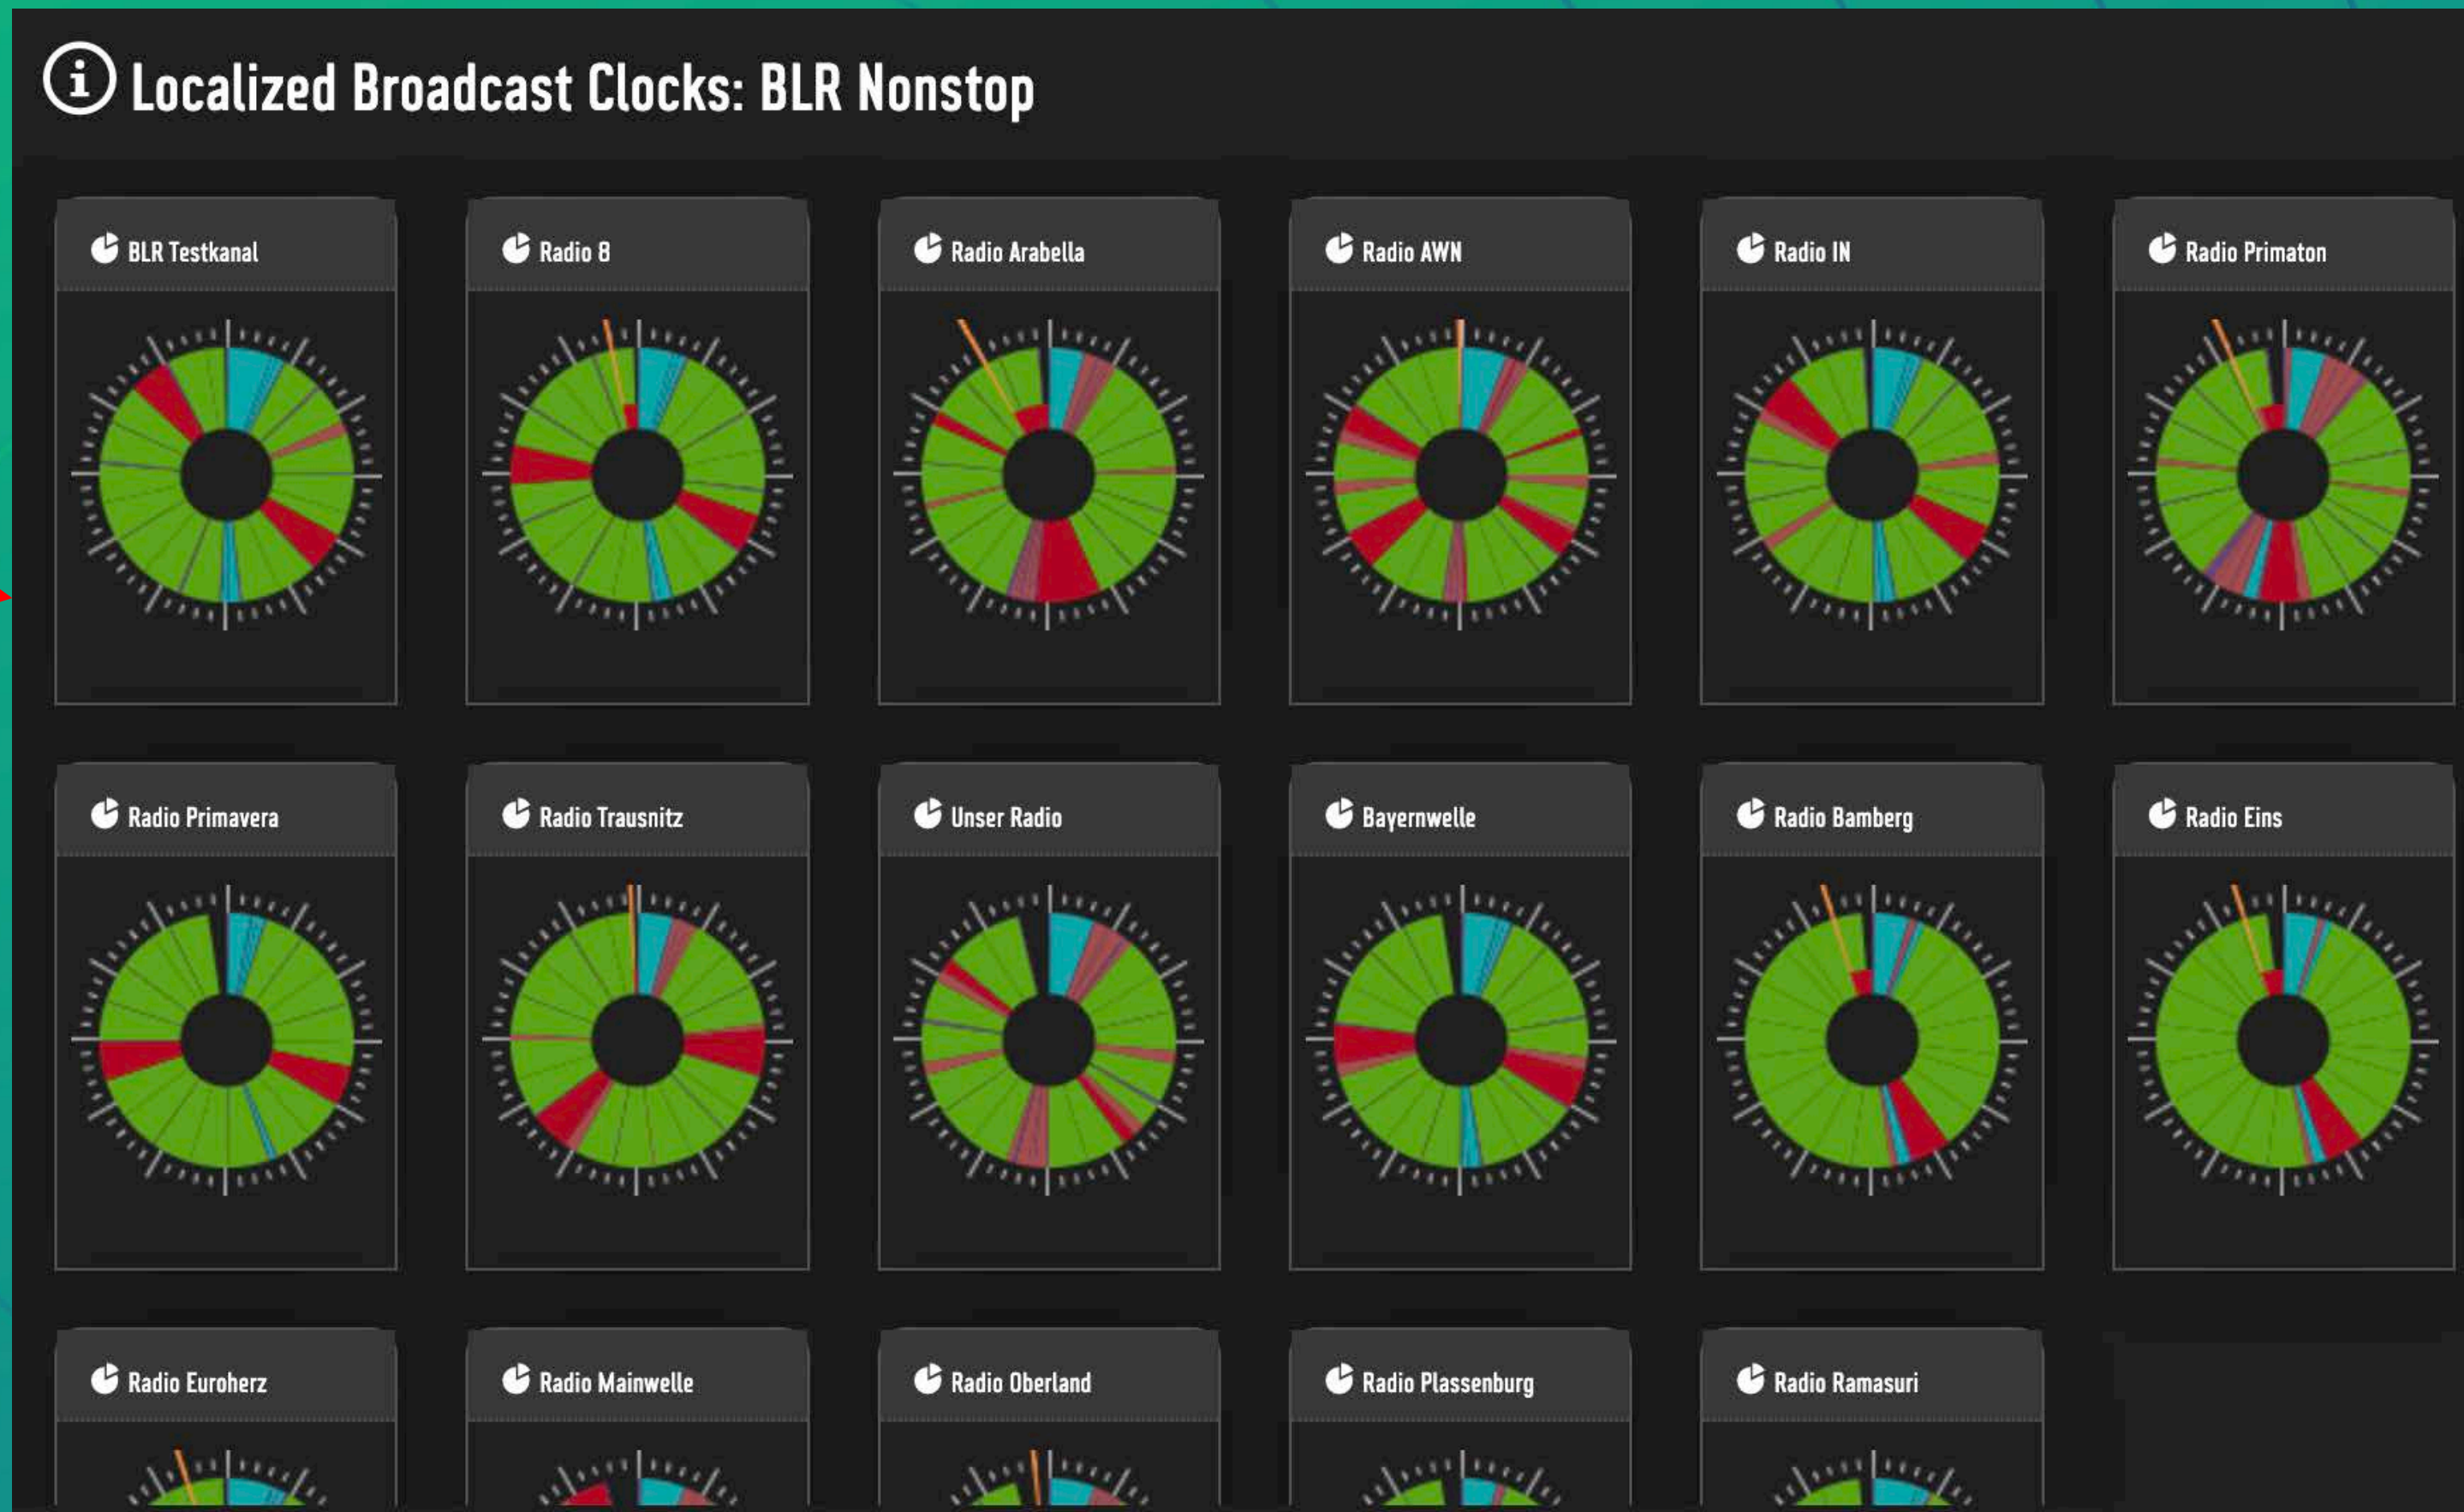 Localized Broadcast Clocks: BLR Nonstop
BLR Testkanal
Radio 8
Radio Arabella
Radio AWN
Radio IN
Radio Primaton
Radio Primavera
Radio Trausnitz
Unser Radio
Bayernwelle
Radio Bamberg
Radio Eins
Radio Euroherz
Radio Mainwelle
Radio Oberland
Radio Plassenburg
Radio Ramasuri